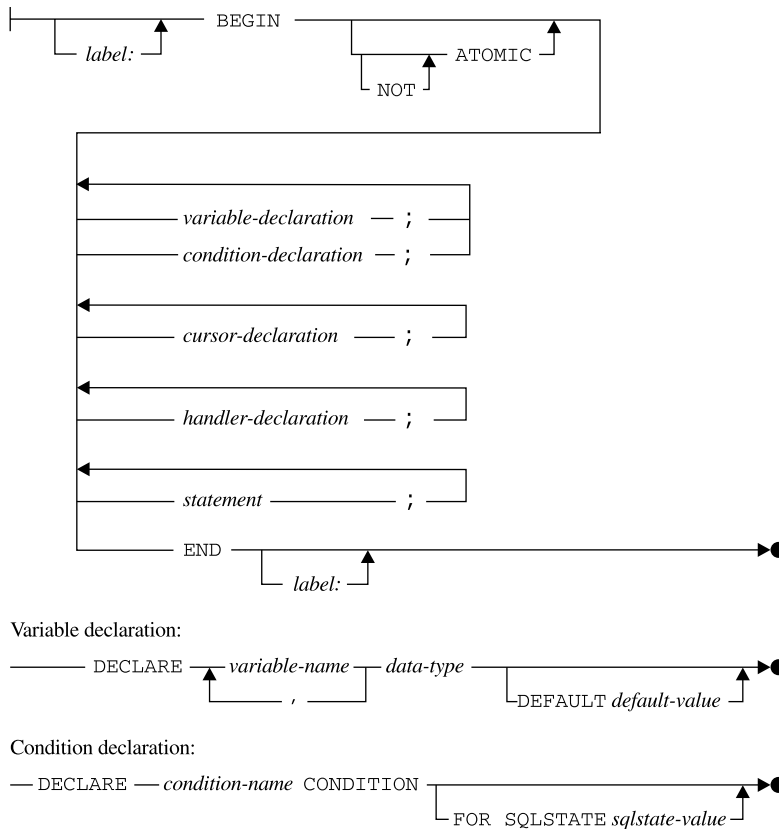 BEGIN
label:
ATOMIC
NOT
variable-declaration ;
condition-declaration ;
cursor-declaration ;
handler-declaration ;
statement ;
END
label:
Variable declaration:
DECLARE variable-name data-type
,
DEFAULT default-value
Condition declaration:
DECLARE condition-name CONDITION
FOR SQLSTATE sqlstate-value